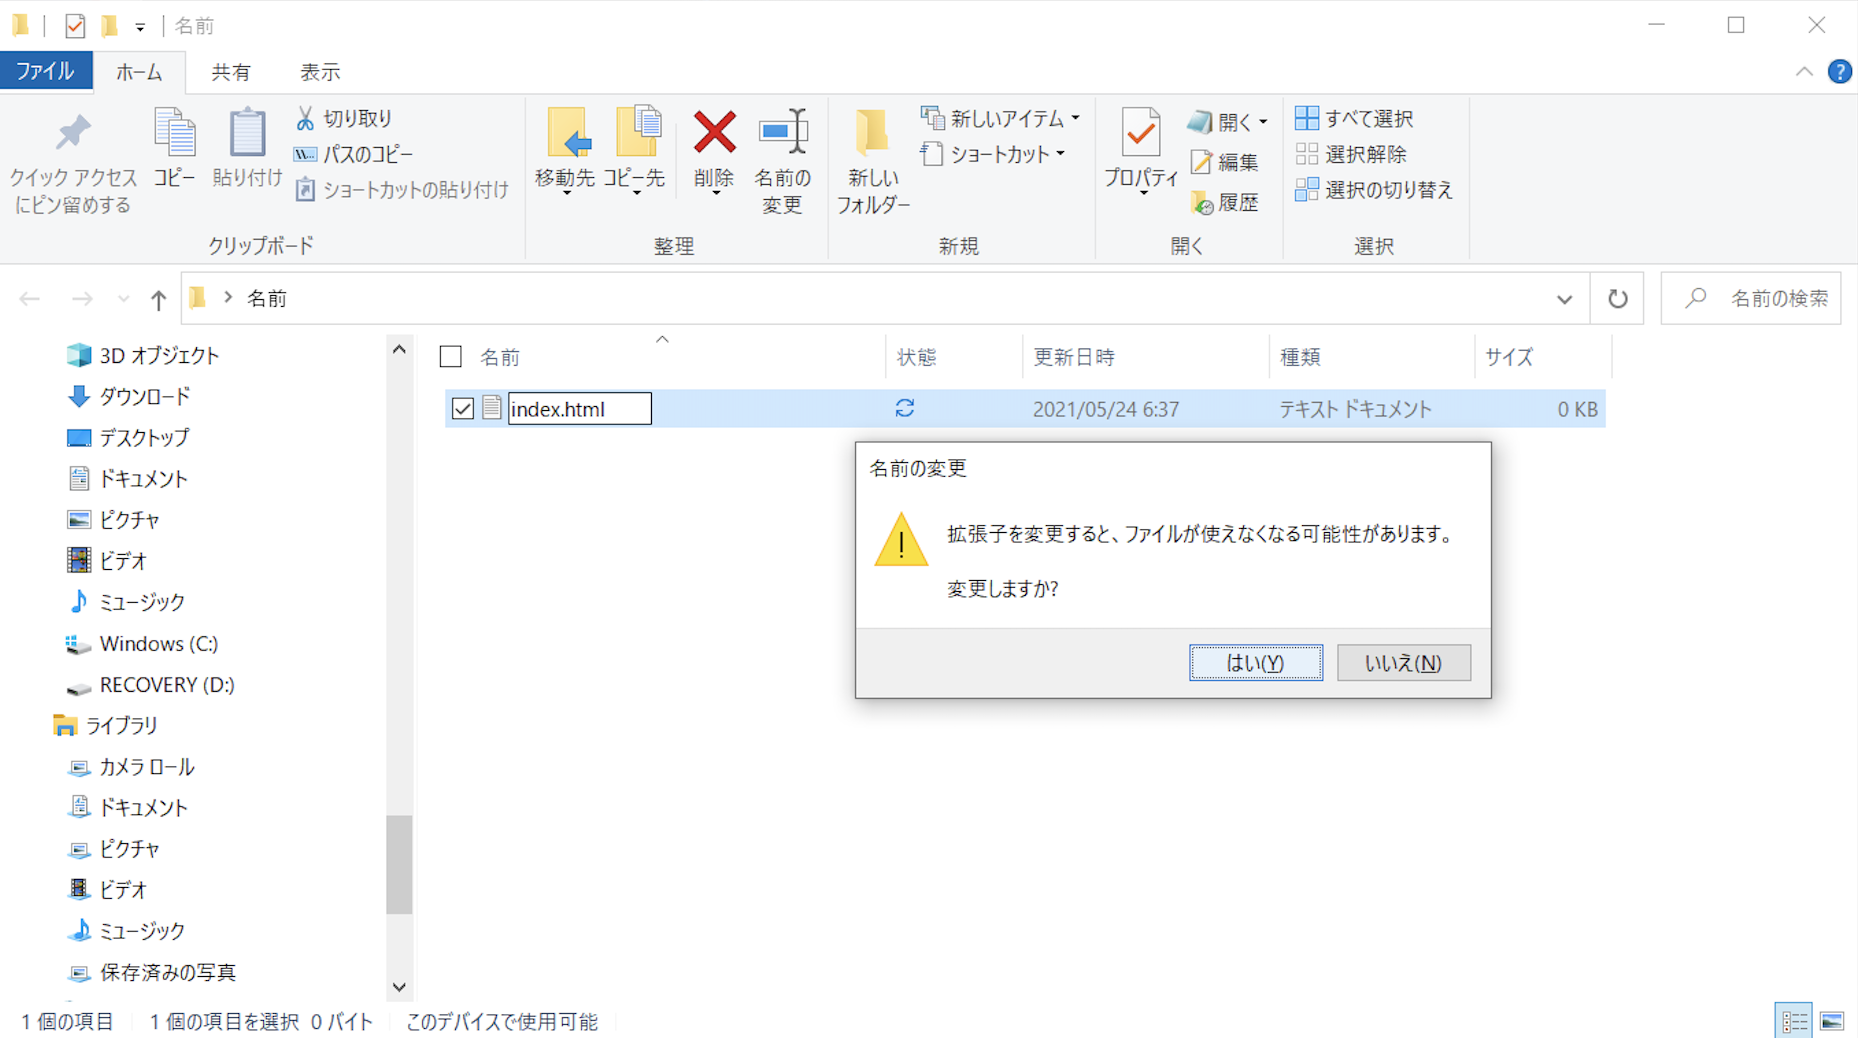 名前
ファイル
ホーム
共有
表示
クイック アクセス
にピン留めする
コピー
貼り付け
切り取り
パスのコピー
ショートカットの貼り付け
クリップボード
移動先
コピー先
削除
名前の
変更
整理
新しい
フォルダー
新しいアイテム
ショートカット
新規
プロパティ
開く
編集
履歴
開く
すべて選択
選択解除
選択の切り替え
選択
名前
名前の検索
3D オブジェクト
ダウンロード
デスクトップ
ドキュメント
ピクチャ
ビデオ
ミュージック
Windows (C:)
RECOVERY (D:)
ライブラリ
カメラ ロール
ドキュメント
ピクチャ
ビデオ
ミュージック
保存済みの写真
名前 状態 更新日時 種類 サイズ
index.html 2021/05/24 6:37 テキスト ドキュメント 0 KB
名前の変更
拡張子を変更すると、ファイルが使えなくなる可能性があります。
変更しますか?
はい(Y) いいえ(N)
1 個の項目 1 個の項目を選択 0 バイト このデバイスで使用可能